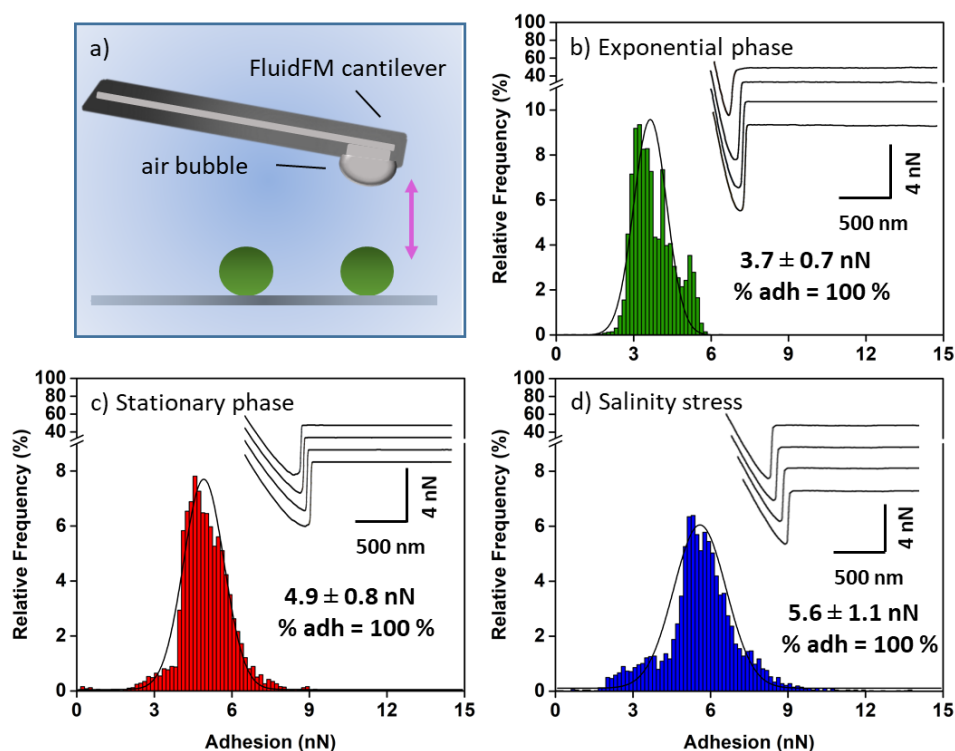 a)
FluidFM cantilever
air bubble
b) Exponential phase
Relative Frequency (%)
100
80
60
40
10
8
6
4
2
0
4 nN
500 nm
3.7 ± 0.7 nN
% adh = 100 %
0 3 6 9 12 15
c) Stationary phase
Relative Frequency (%)
100
80
60
40
8
6
4
2
0
4 nN
500 nm
4.9 ± 0.8 nN
% adh = 100 %
0 3 6 9 12 15
Adhesion (nN)
d) Salinity stress
Relative Frequency (%)
100
80
60
40
8
6
4
2
0
4 nN
500 nm
5.6 ± 1.1 nN
% adh = 100 %
0 3 6 9 12 15
Adhesion (nN)